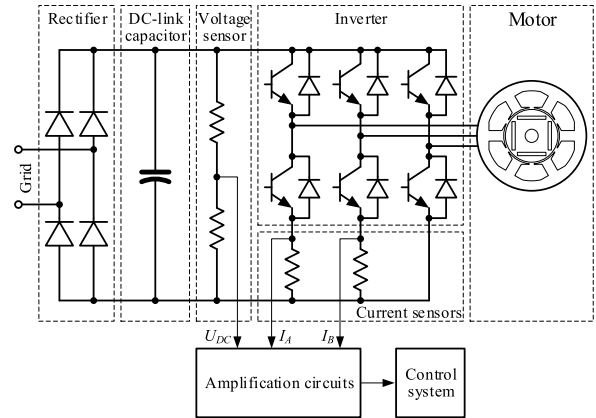 Rectifier
DC-link
capacitor
Voltage
sensor
Inverter
Motor
Grid
Current sensors
U_DC
I_A
I_B
Amplification circuits
Control
system